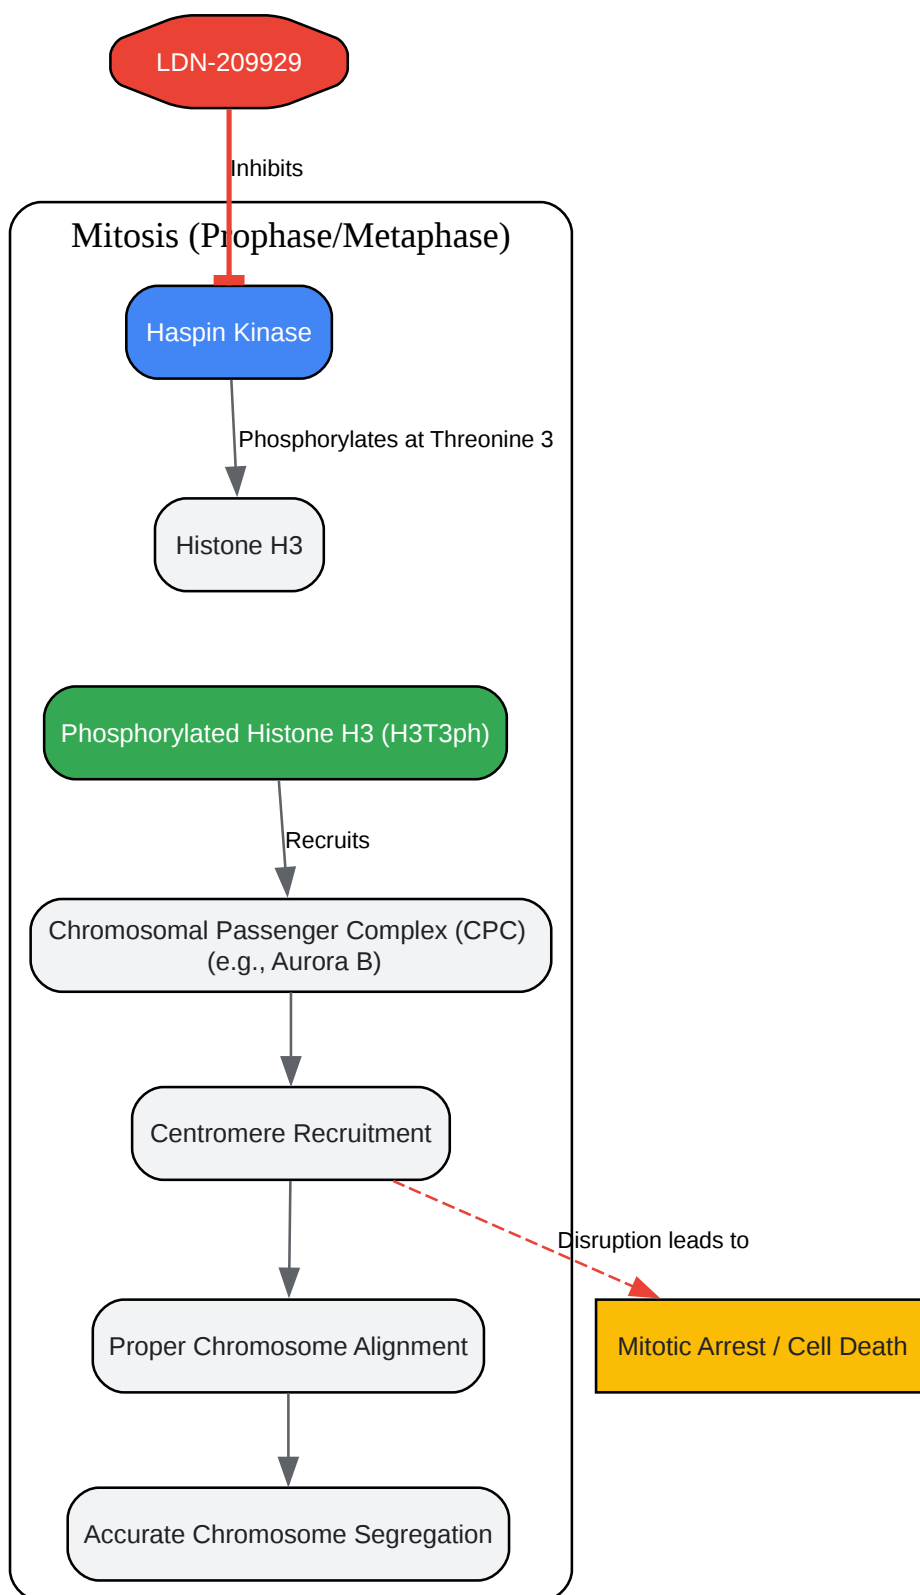 LDN-209929
Inhibits
Mitosis (Prophase/Metaphase)
Haspin Kinase
Phosphorylates at Threonine 3
Histone H3
Phosphorylated Histone H3 (H3T3ph)
Recruits
Chromosomal Passenger Complex (CPC)
(e.g., Aurora B)
Centromere Recruitment
Disruption leads to
Proper Chromosome Alignment
Mitotic Arrest / Cell Death
Accurate Chromosome Segregation